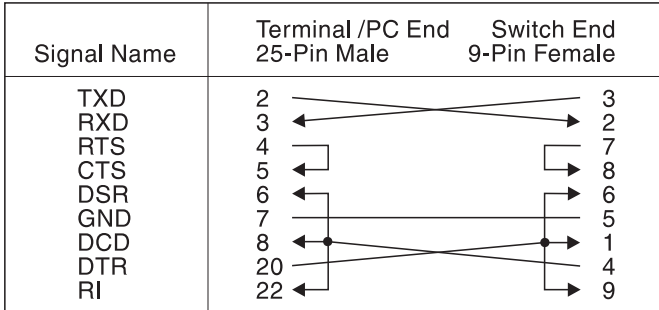 Terminal /PC End Switch End
Signal Name 25-Pin Male 9-Pin Female
TXD 2 3
RXD 3 2
RTS 4 7
CTS 5 8
DSR 6 6
GND 7 5
DCD 8 1
DTR 20 4
RI 22 9